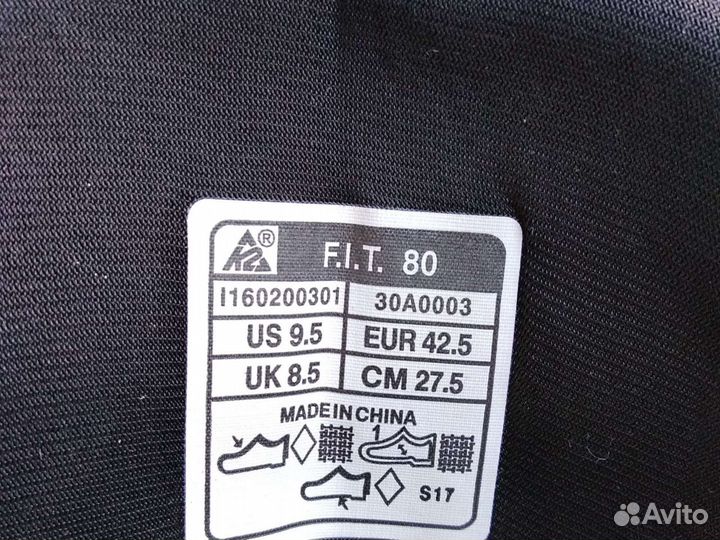 K2® F.I.T. 80
I160200301 30A0003
US 9.5 EUR 42.5
UK 8.5 CM 27.5
MADE IN CHINA
1
S17
Avito